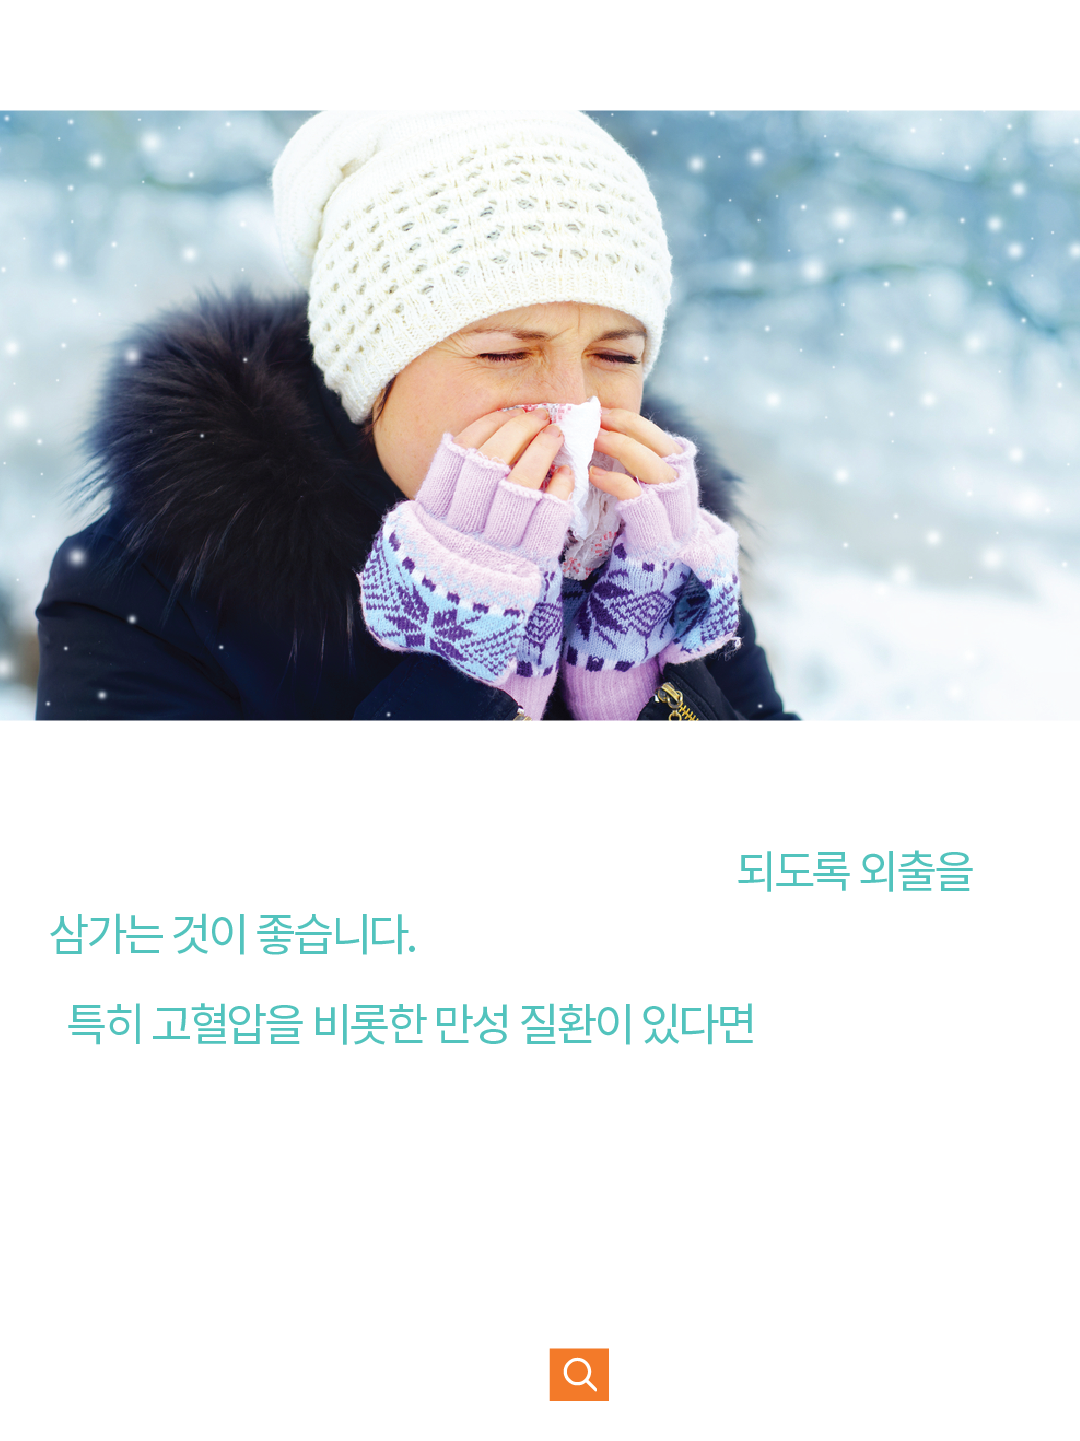 되도록 외출을
삼가는 것이 좋습니다.
특히 고혈압을 비롯한 만성 질환이 있다면